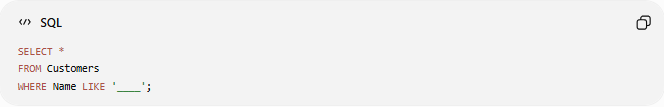 </> SQL
SELECT *
FROM Customers
WHERE Name LIKE '____';